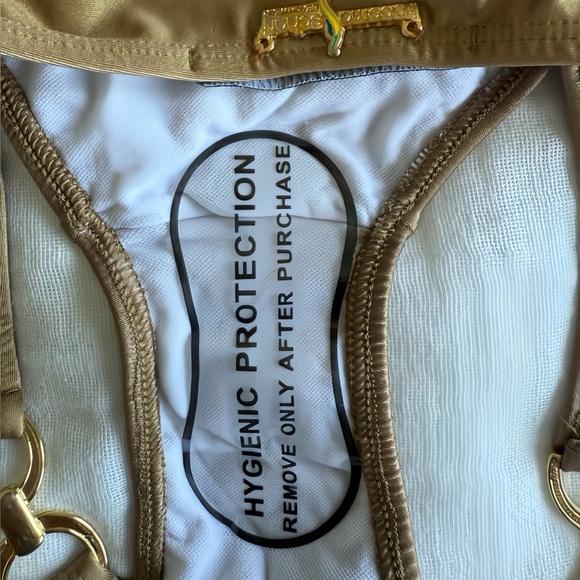 HYGIENIC PROTECTION
REMOVE ONLY AFTER PURCHASE